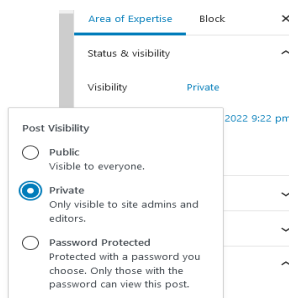 Area of Expertise Block ×
Status & visibility
Visibility Private
2022 9:22 pm
Post Visibility
Public
Visible to everyone.
Private
Only visible to site admins and
editors.
Password Protected
Protected with a password you
choose. Only those with the
password can view this post.